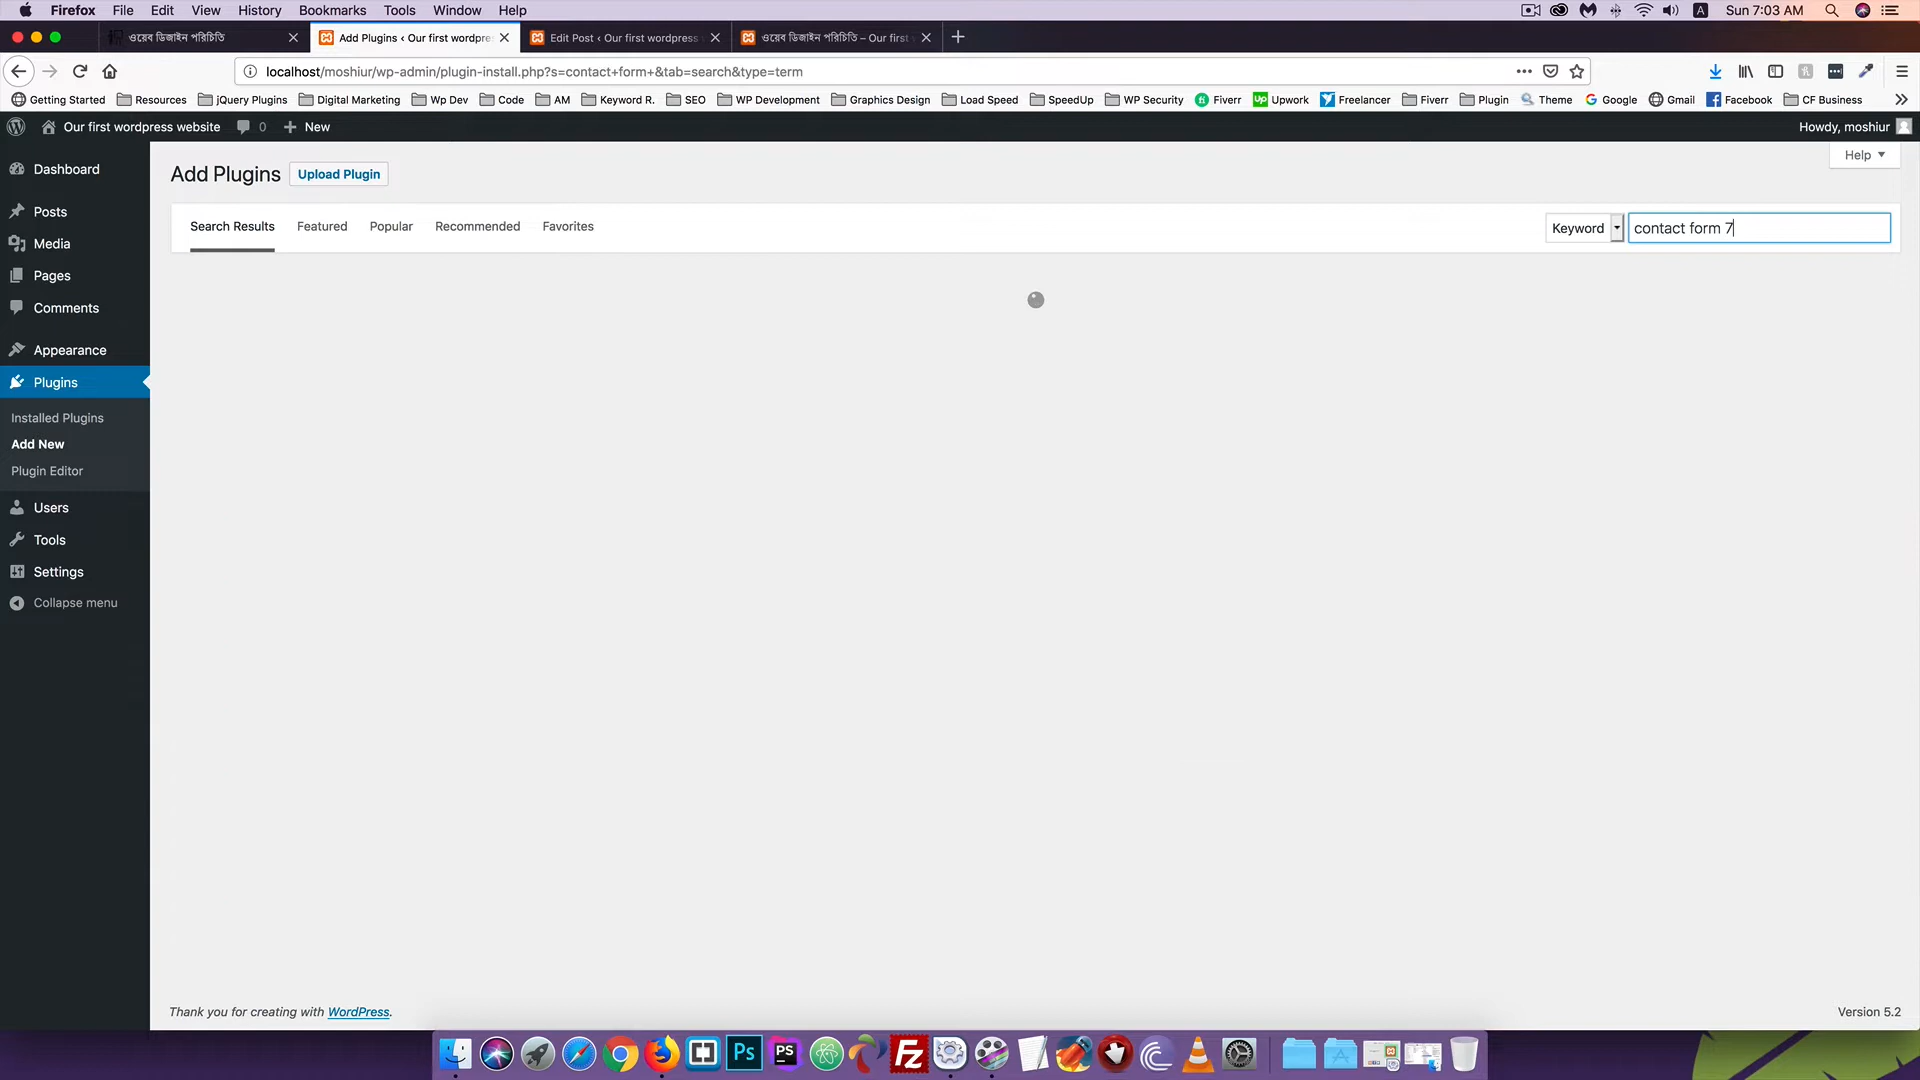 Firefox File Edit View History Bookmarks Tools Window Help Sun 7:03 AM
ওয়েব ডিজাইন পরিচিতি Add Plugins ‹ Our first wordpre Edit Post ‹ Our first wordpress ওয়েব ডিজাইন পরিচিতি – Our first
localhost/moshiur/wp-admin/plugin-install.php?s=contact+form+&tab=search&type=term
Getting Started Resources jQuery Plugins Digital Marketing Wp Dev Code AM Keyword R. SEO WP Development Graphics Design Load Speed SpeedUp WP Security Fiverr Upwork Freelancer Fiverr Plugin Theme Google Gmail Facebook CF Business
Our first wordpress website 0 New Howdy, moshiur
Help
Dashboard
Posts
Media
Pages
Comments
Appearance
Plugins
Installed Plugins
Add New
Plugin Editor
Users
Tools
Settings
Collapse menu
Add Plugins Upload Plugin
Search Results Featured Popular Recommended Favorites Keyword contact form 7
Thank you for creating with WordPress. Version 5.2
Ps PS Fz